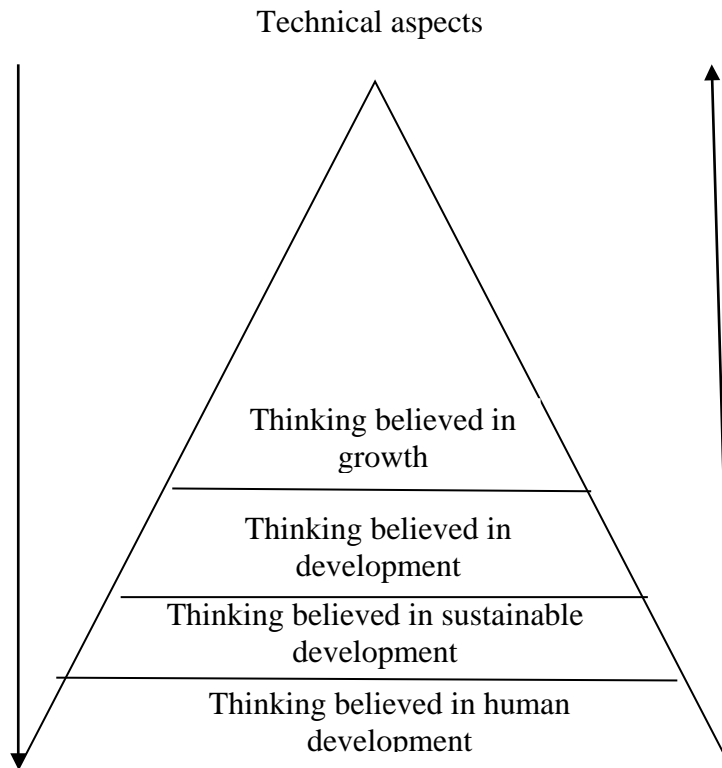 Technical aspects
Thinking believed in
growth
Thinking believed in
development
Thinking believed in sustainable
development
Thinking believed in human
development